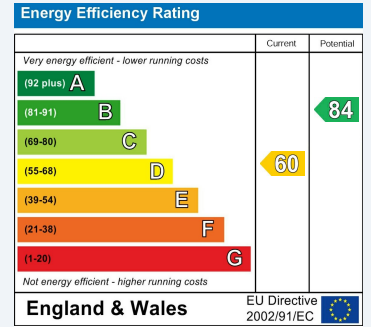 Energy Efficiency Rating
Current Potential
Very energy efficient - lower running costs
(92 plus) A
(81-91) B
84
(69-80) C
(55-68) D
60
(39-54) E
(21-38) F
(1-20) G
Not energy efficient - higher running costs
England & Wales
EU Directive
2002/91/EC